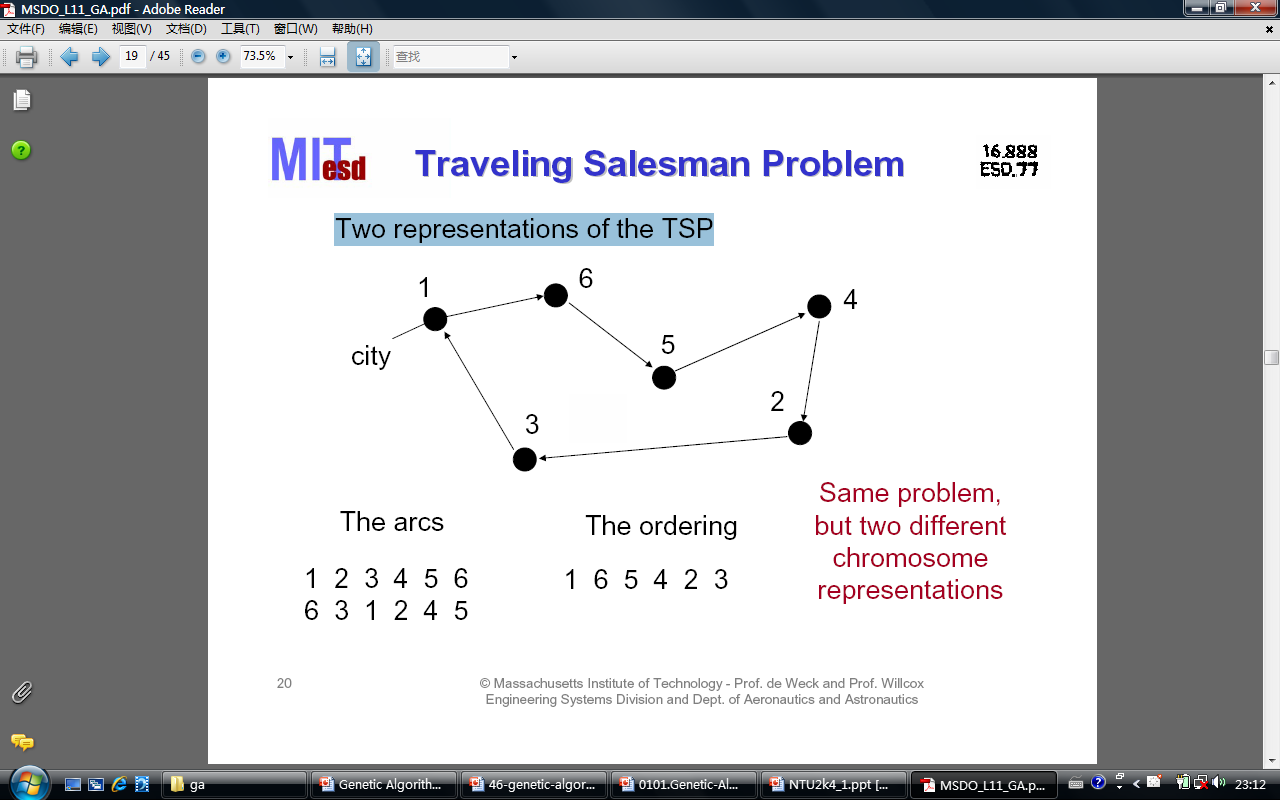 MSDO_L11_GA.pdf - Adobe Reader
文件(F) 编辑(E) 视图(V) 文档(D) 工具(T) 窗口(W) 帮助(H)
19 / 45 73.5% 查找
MIT esd
Traveling Salesman Problem
16.888
ESD.77
Two representations of the TSP
1
6
4
5
city
2
3
The arcs
1 2 3 4 5 6
6 3 1 2 4 5
The ordering
1 6 5 4 2 3
Same problem,
but two different
chromosome
representations
20
© Massachusetts Institute of Technology - Prof. de Weck and Prof. Willcox
Engineering Systems Division and Dept. of Aeronautics and Astronautics
ga
Genetic Algorith...
46-genetic-algor...
0101.Genetic-Al...
NTU2k4_1.ppt [...
MSDO_L11_GA.p...
23:12